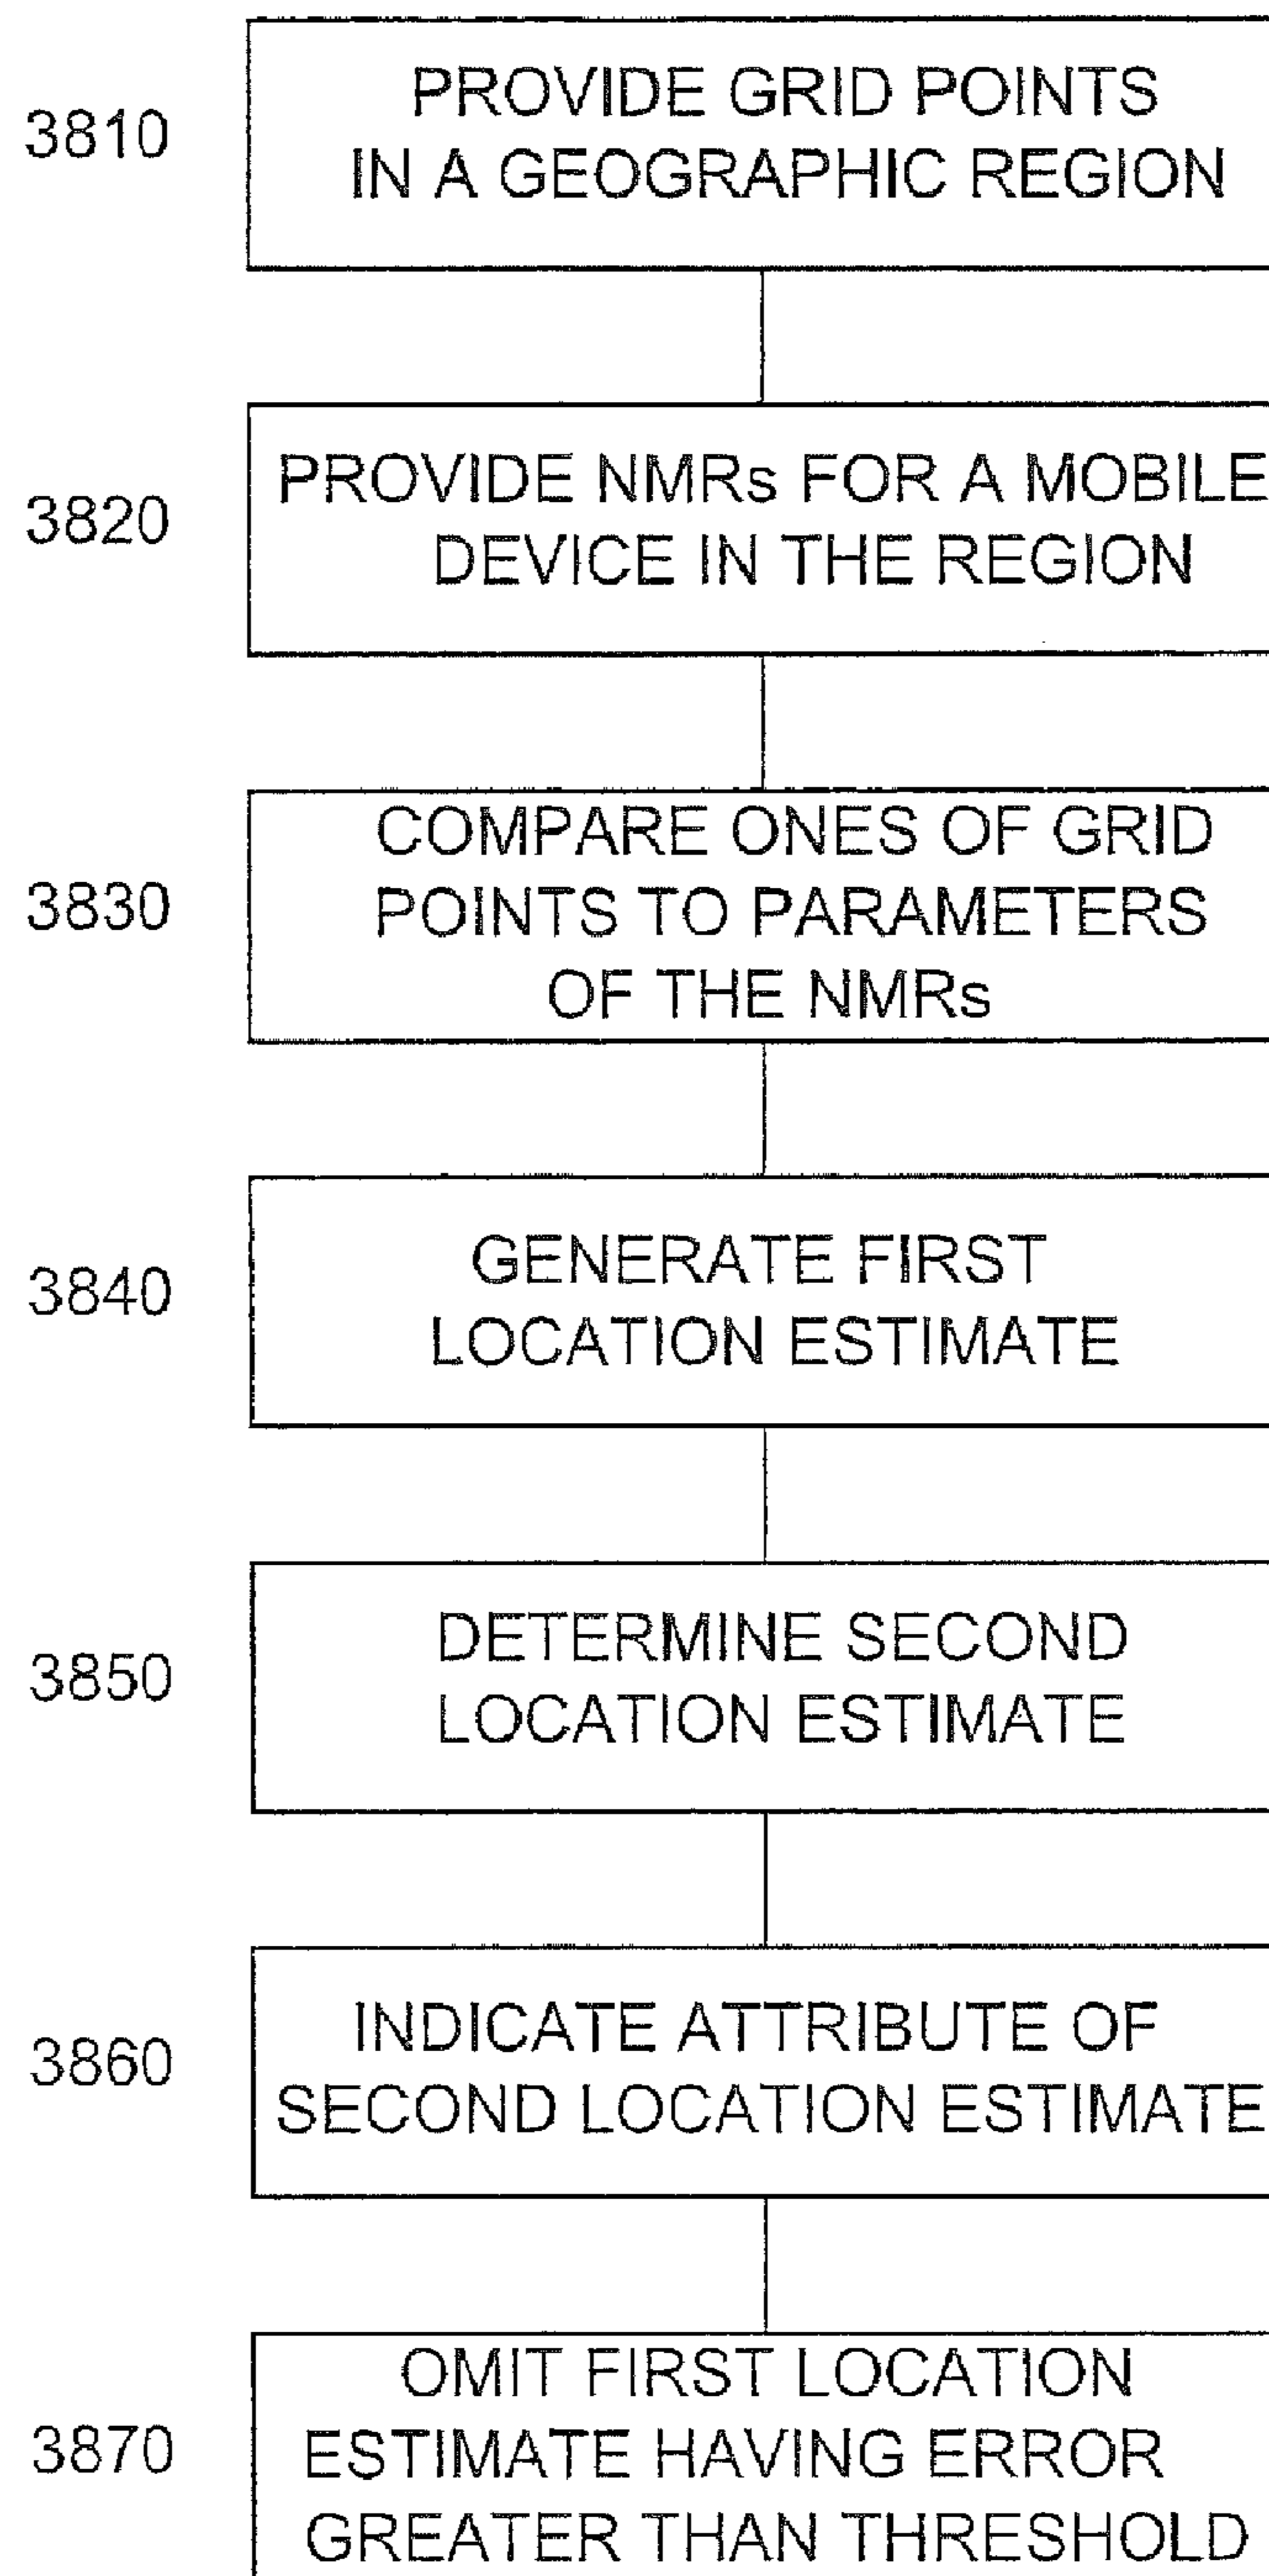 3810
PROVIDE GRID POINTS
IN A GEOGRAPHIC REGION
3820
PROVIDE NMRs FOR A MOBILE
DEVICE IN THE REGION
3830
COMPARE ONES OF GRID
POINTS TO PARAMETERS
OF THE NMRs
3840
GENERATE FIRST
LOCATION ESTIMATE
3850
DETERMINE SECOND
LOCATION ESTIMATE
3860
INDICATE ATTRIBUTE OF
SECOND LOCATION ESTIMATE
3870
OMIT FIRST LOCATION
ESTIMATE HAVING ERROR
GREATER THAN THRESHOLD